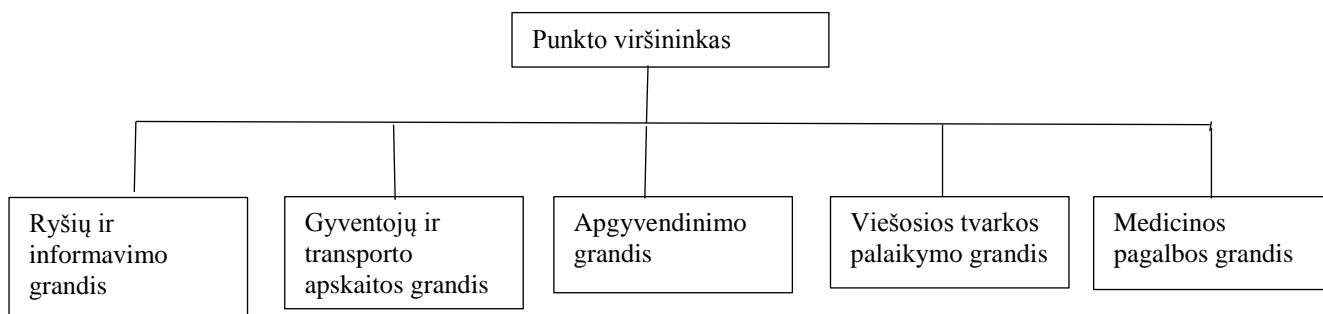 Punkto viršininkas
Ryšių ir
informavimo
grandis
Gyventojų ir
transporto
apskaitos grandis
Apgyvendinimo
grandis
Viešosios tvarkos
palaikymo grandis
Medicinos
pagalbos grandis